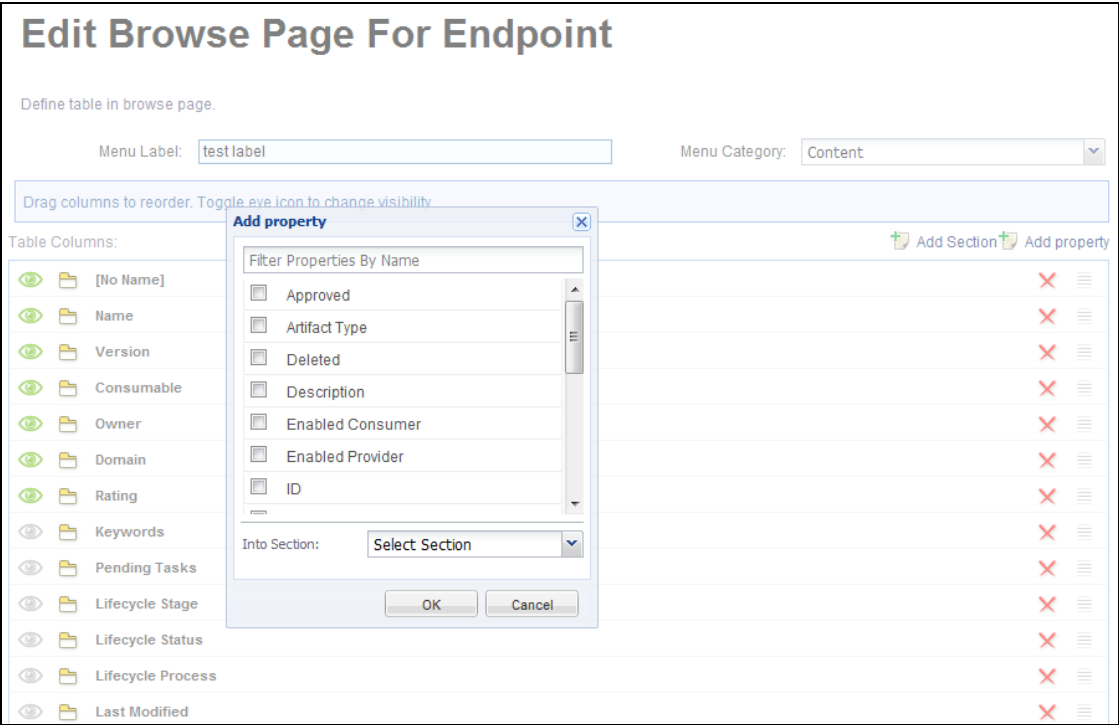 Edit Browse Page For Endpoint
Define table in browse page.
Menu Label: test label Menu Category: Content
Drag columns to reorder. Toggle eye icon to change visibility
Add property
Table Columns: Add Section Add property
Filter Properties By Name
[No Name]
Name
Version
Consumable
Owner
Domain
Rating
Keywords
Pending Tasks
Lifecycle Stage
Lifecycle Status
Lifecycle Process
Last Modified
Approved
Artifact Type
Deleted
Description
Enabled Consumer
Enabled Provider
ID
Into Section: Select Section
OK Cancel